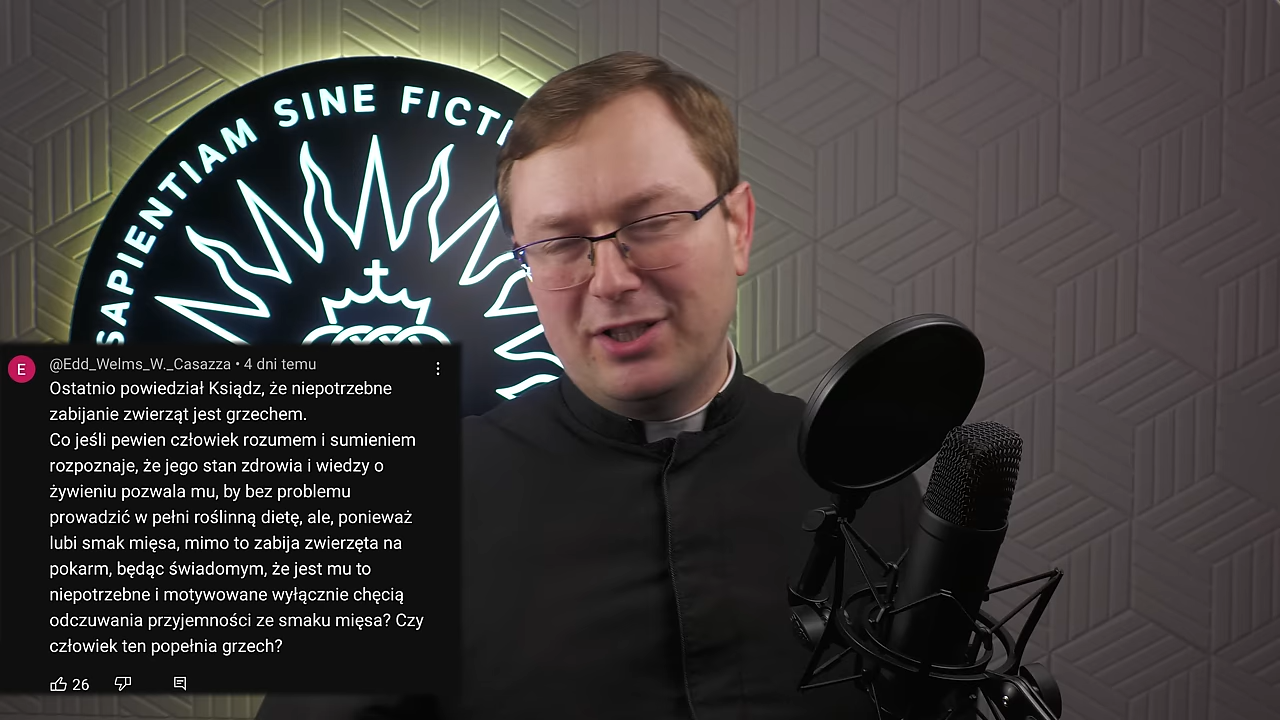 SAPIENTIAM SINE FICTI
@Edd_Welms_W._Casazza • 4 dni temu
E
Ostatnio powiedział Ksiądz, że niepotrzebne
zabijanie zwierząt jest grzechem.
Co jeśli pewien człowiek rozumem i sumieniem
rozpoznaje, że jego stan zdrowia i wiedzy o
żywieniu pozwala mu, by bez problemu
prowadzić w pełni roślinną dietę, ale, ponieważ
lubi smak mięsa, mimo to zabija zwierzęta na
pokarm, będąc świadomym, że jest mu to
niepotrzebne i motywowane wyłącznie chęcią
odczuwania przyjemności ze smaku mięsa? Czy
człowiek ten popełnia grzech?
26